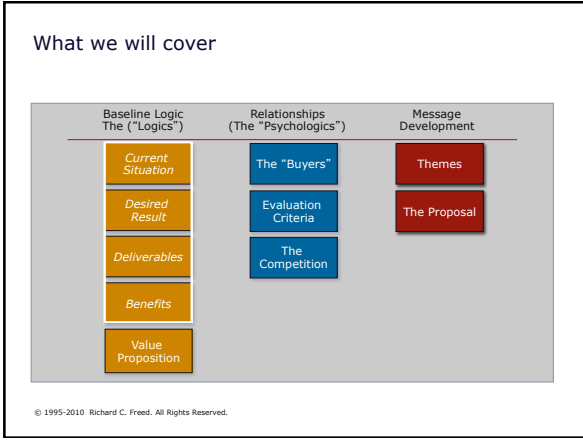 What we will cover
Baseline Logic
The (“Logics”)
Current
Situation
Desired
Result
Deliverables
Benefits
Value
Proposition
Relationships
(The “Psychologics”)
The “Buyers”
Evaluation
Criteria
The
Competition
Message
Development
Themes
The Proposal
© 1995-2010 Richard C. Freed. All Rights Reserved.